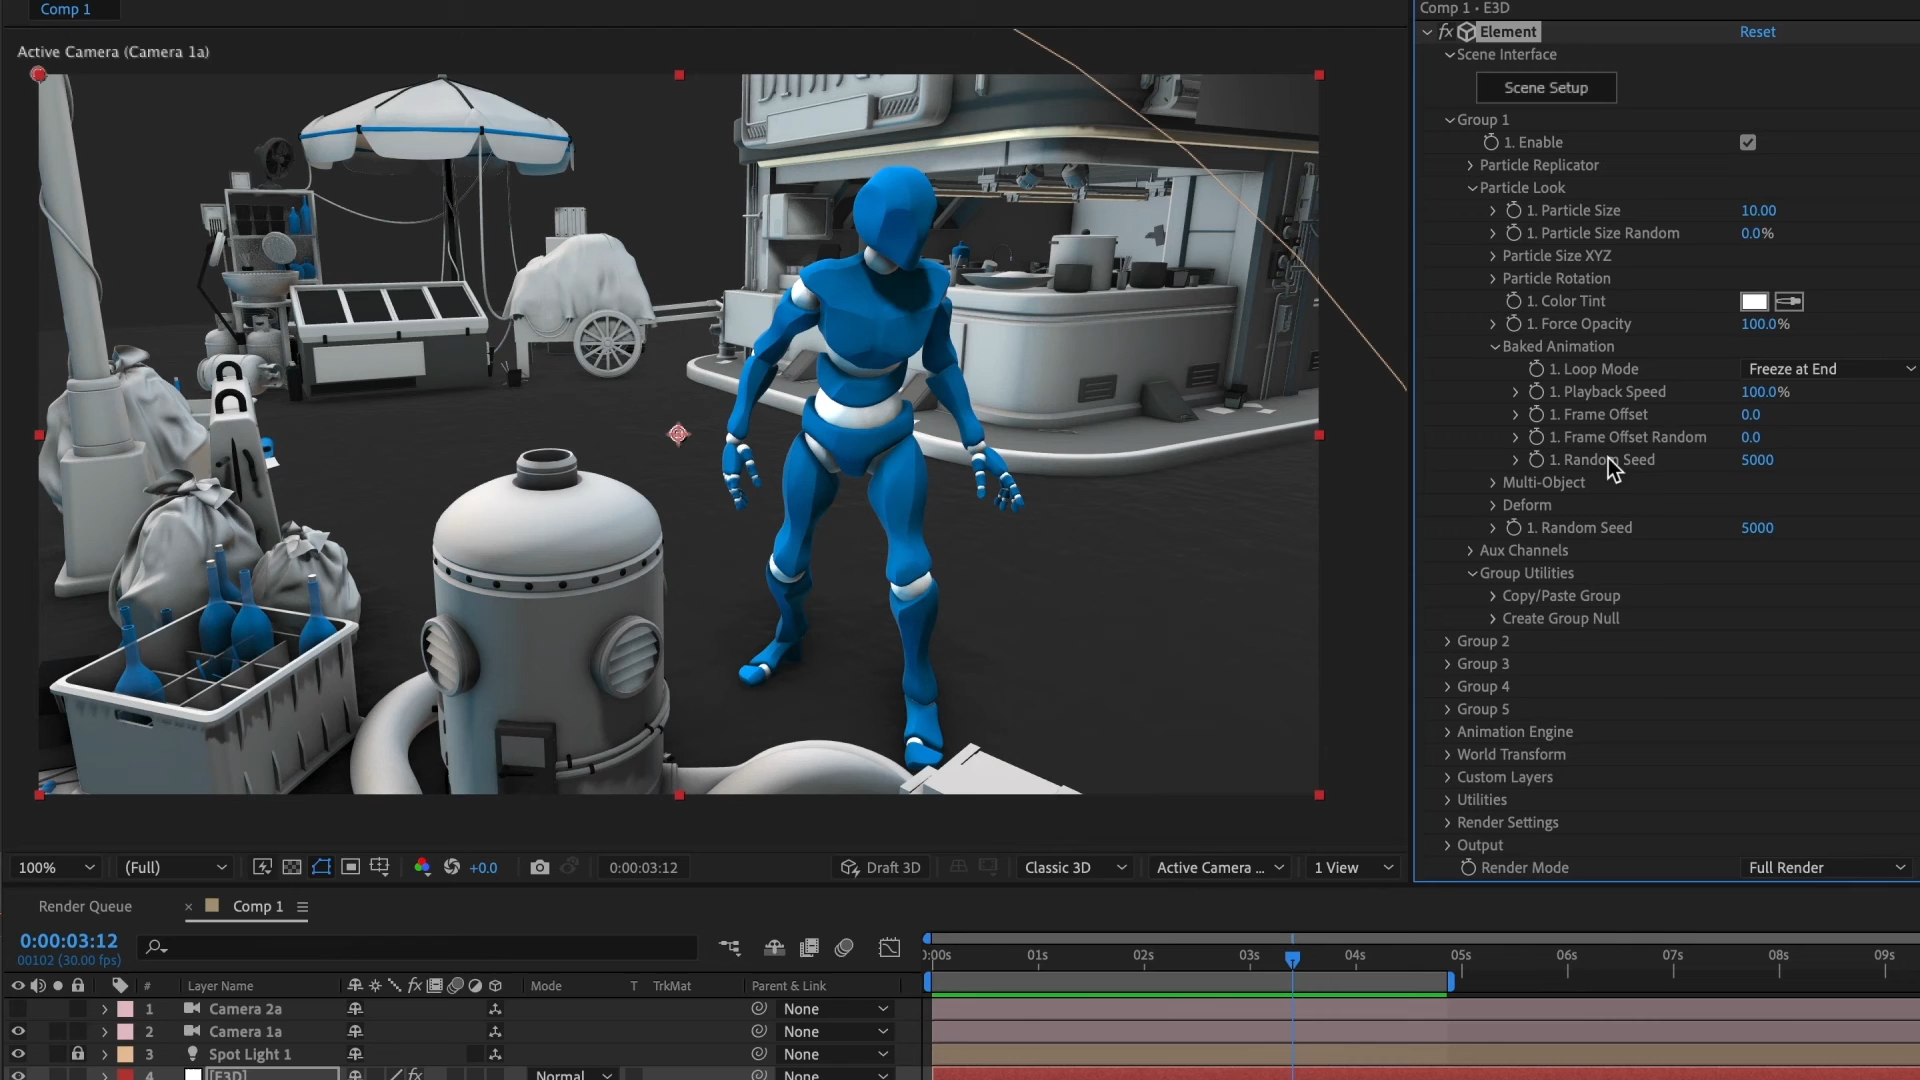 Comp 1
Active Camera (Camera 1a)
Comp 1 • E3D
fx Element Reset
Scene Interface
Scene Setup
Group 1
1. Enable
Particle Replicator
Particle Look
1. Particle Size 10.00
1. Particle Size Random 0.0%
Particle Size XYZ
Particle Rotation
1. Color Tint
1. Force Opacity 100.0%
Baked Animation
1. Loop Mode Freeze at End
1. Playback Speed 100.0%
1. Frame Offset 0.0
1. Frame Offset Random 0.0
1. Random Seed 5000
Multi-Object
Deform
1. Random Seed 5000
Aux Channels
Group Utilities
Copy/Paste Group
Create Group Null
Group 2
Group 3
Group 4
Group 5
Animation Engine
World Transform
Custom Layers
Utilities
Render Settings
Output
Render Mode Full Render
100% (Full) +0.0 0:00:03:12 Draft 3D Classic 3D Active Camera ... 1 View
Render Queue × Comp 1
0:00:03:12
00102 (30.00 fps)
0:00s 01s 02s 03s 04s 05s 06s 07s 08s 09s
# Layer Name fx Mode T TrkMat Parent & Link
1 Camera 2a None
2 Camera 1a None
3 Spot Light 1 None
4 [E3D] fx Normal None